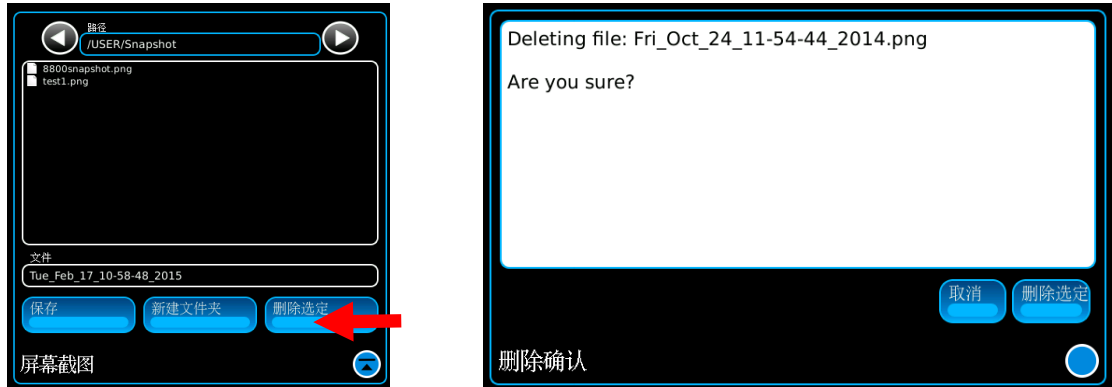 路径
/USER/Snapshot
8800snapshot.png
test1.png
文件
Tue_Feb_17_10-58-48_2015
保存
新建文件夹
删除选定
屏幕截图
Deleting file: Fri_Oct_24_11-54-44_2014.png
Are you sure?
取消
删除选定
删除确认